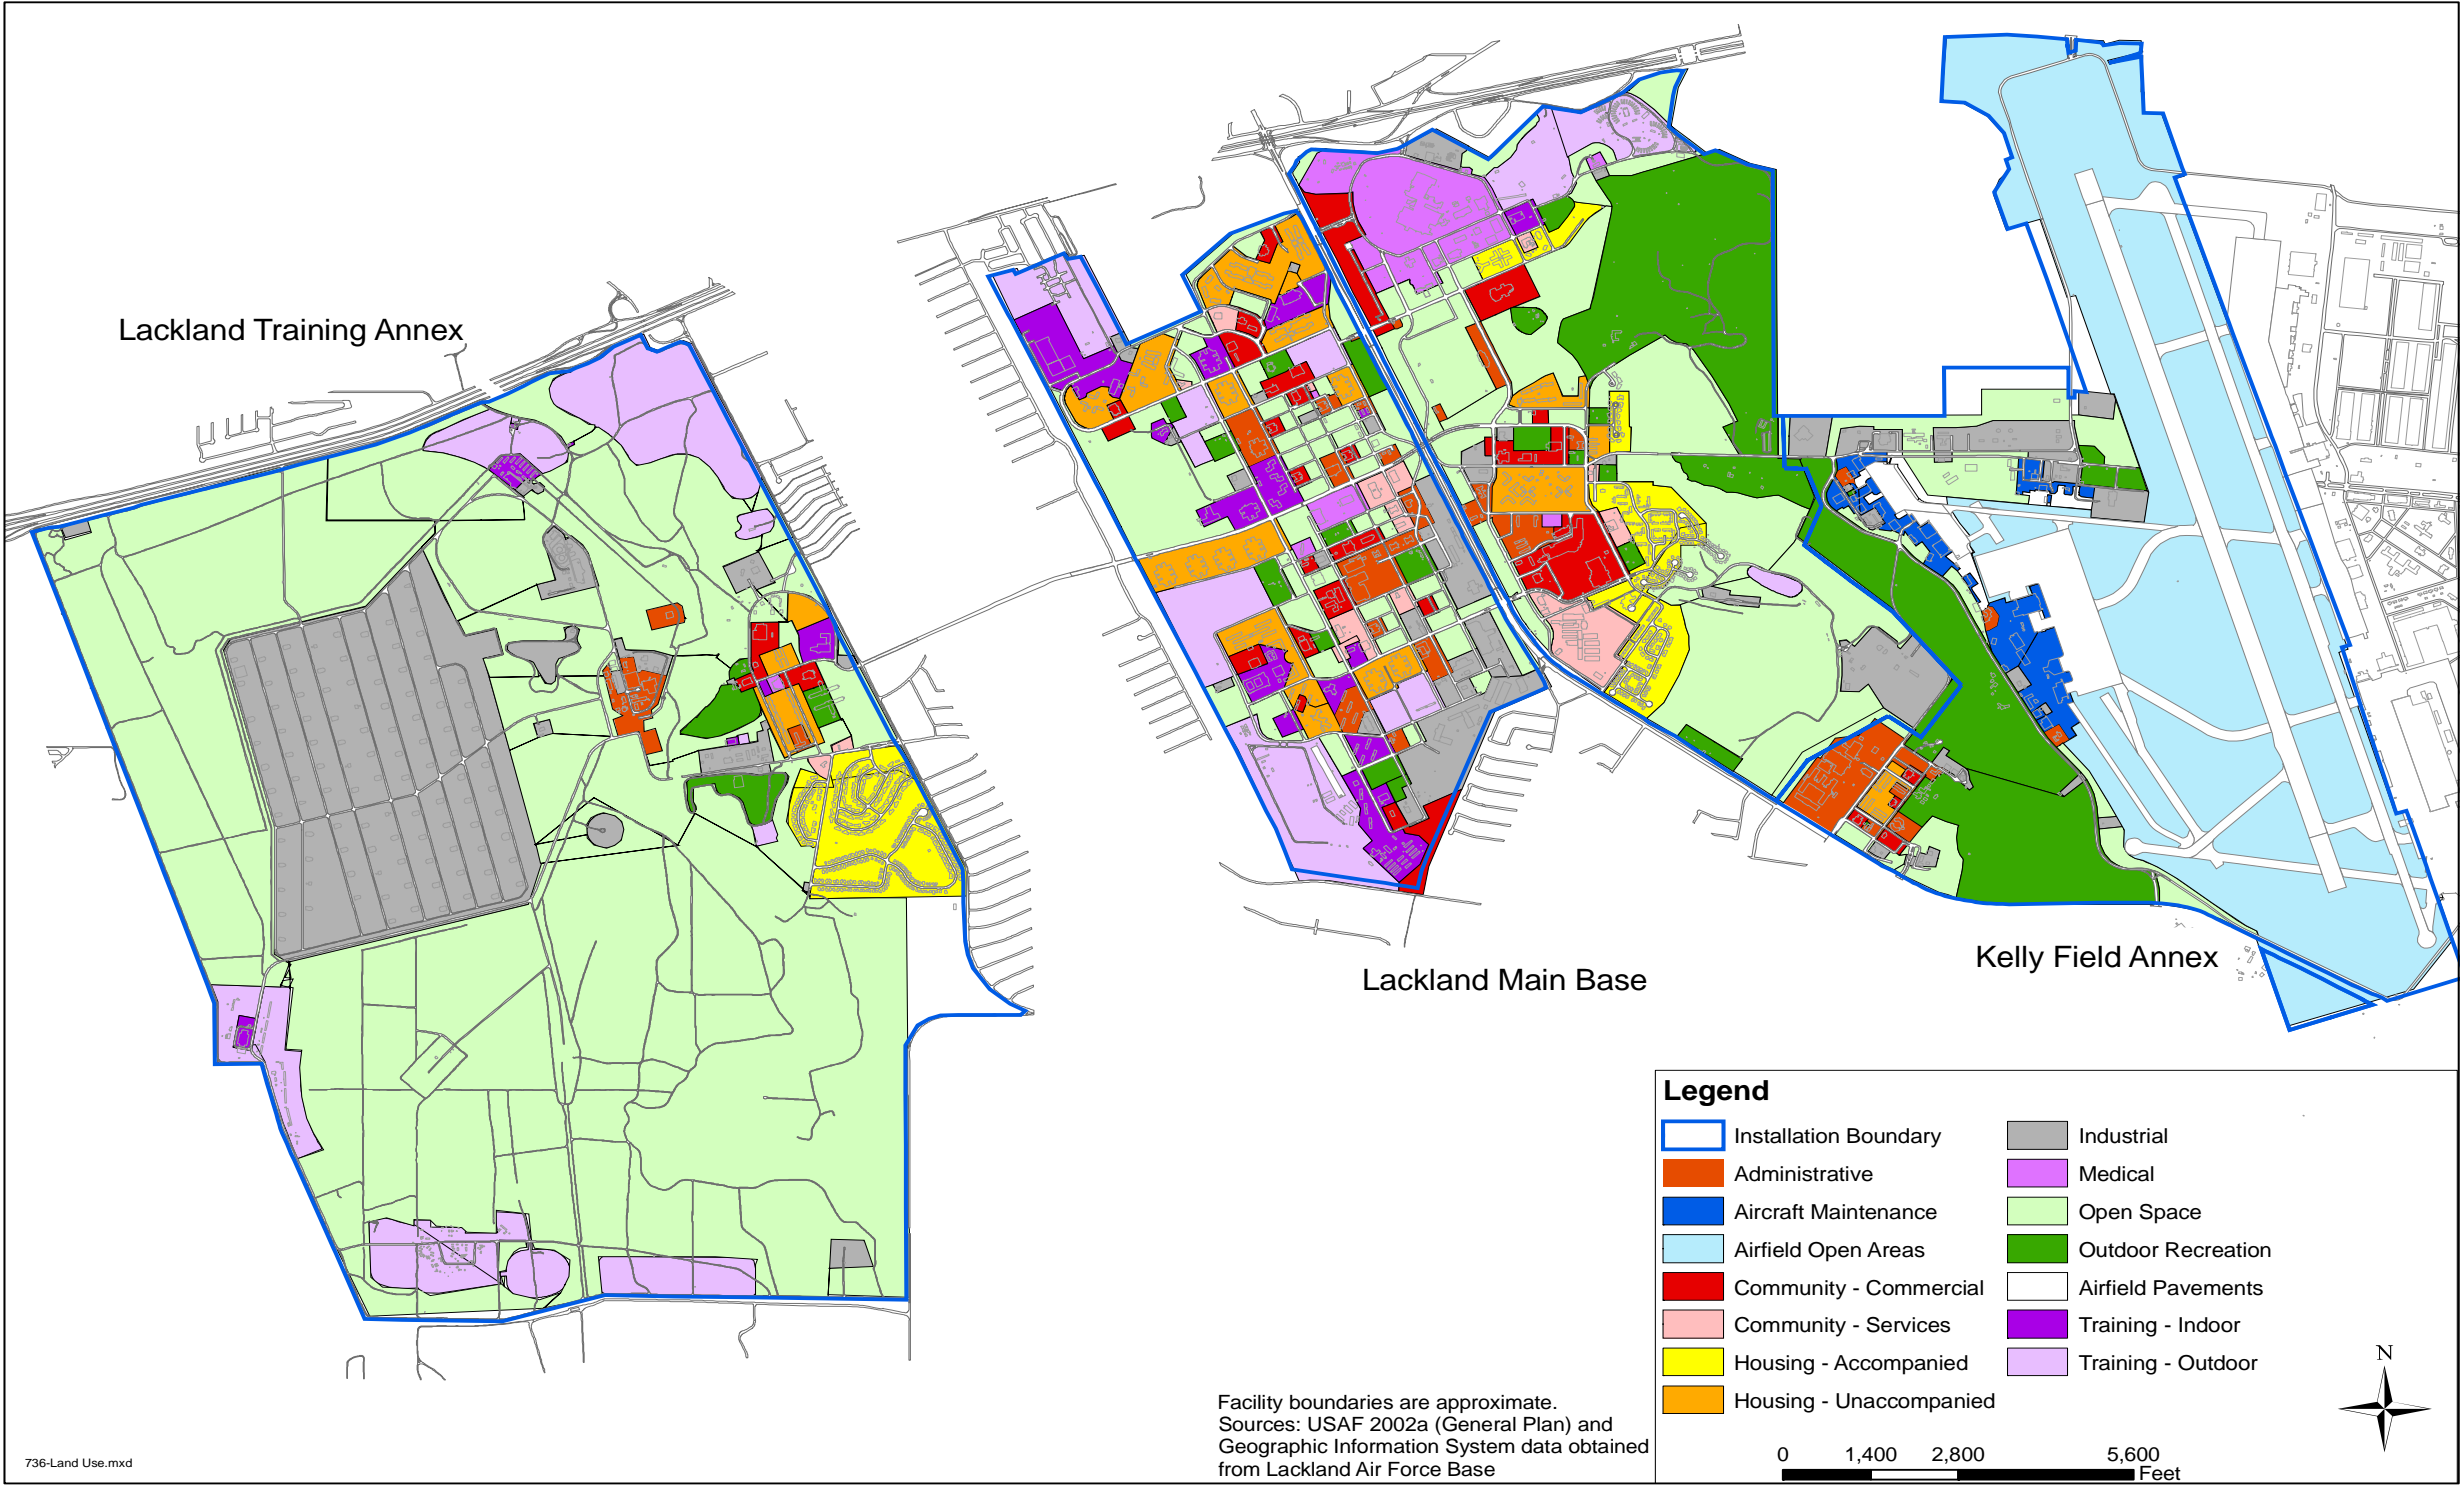 Lackland Training Annex
Lackland Main Base
Kelly Field Annex
Legend
Installation Boundary
Administrative
Aircraft Maintenance
Airfield Open Areas
Community - Commercial
Community - Services
Housing - Accompanied
Housing - Unaccompanied
Industrial
Medical
Open Space
Outdoor Recreation
Airfield Pavements
Training - Indoor
Training - Outdoor
N
0 1,400 2,800 5,600
Feet
Facility boundaries are approximate.
Sources: USAF 2002a (General Plan) and
Geographic Information System data obtained
from Lackland Air Force Base
736-Land Use.mxd